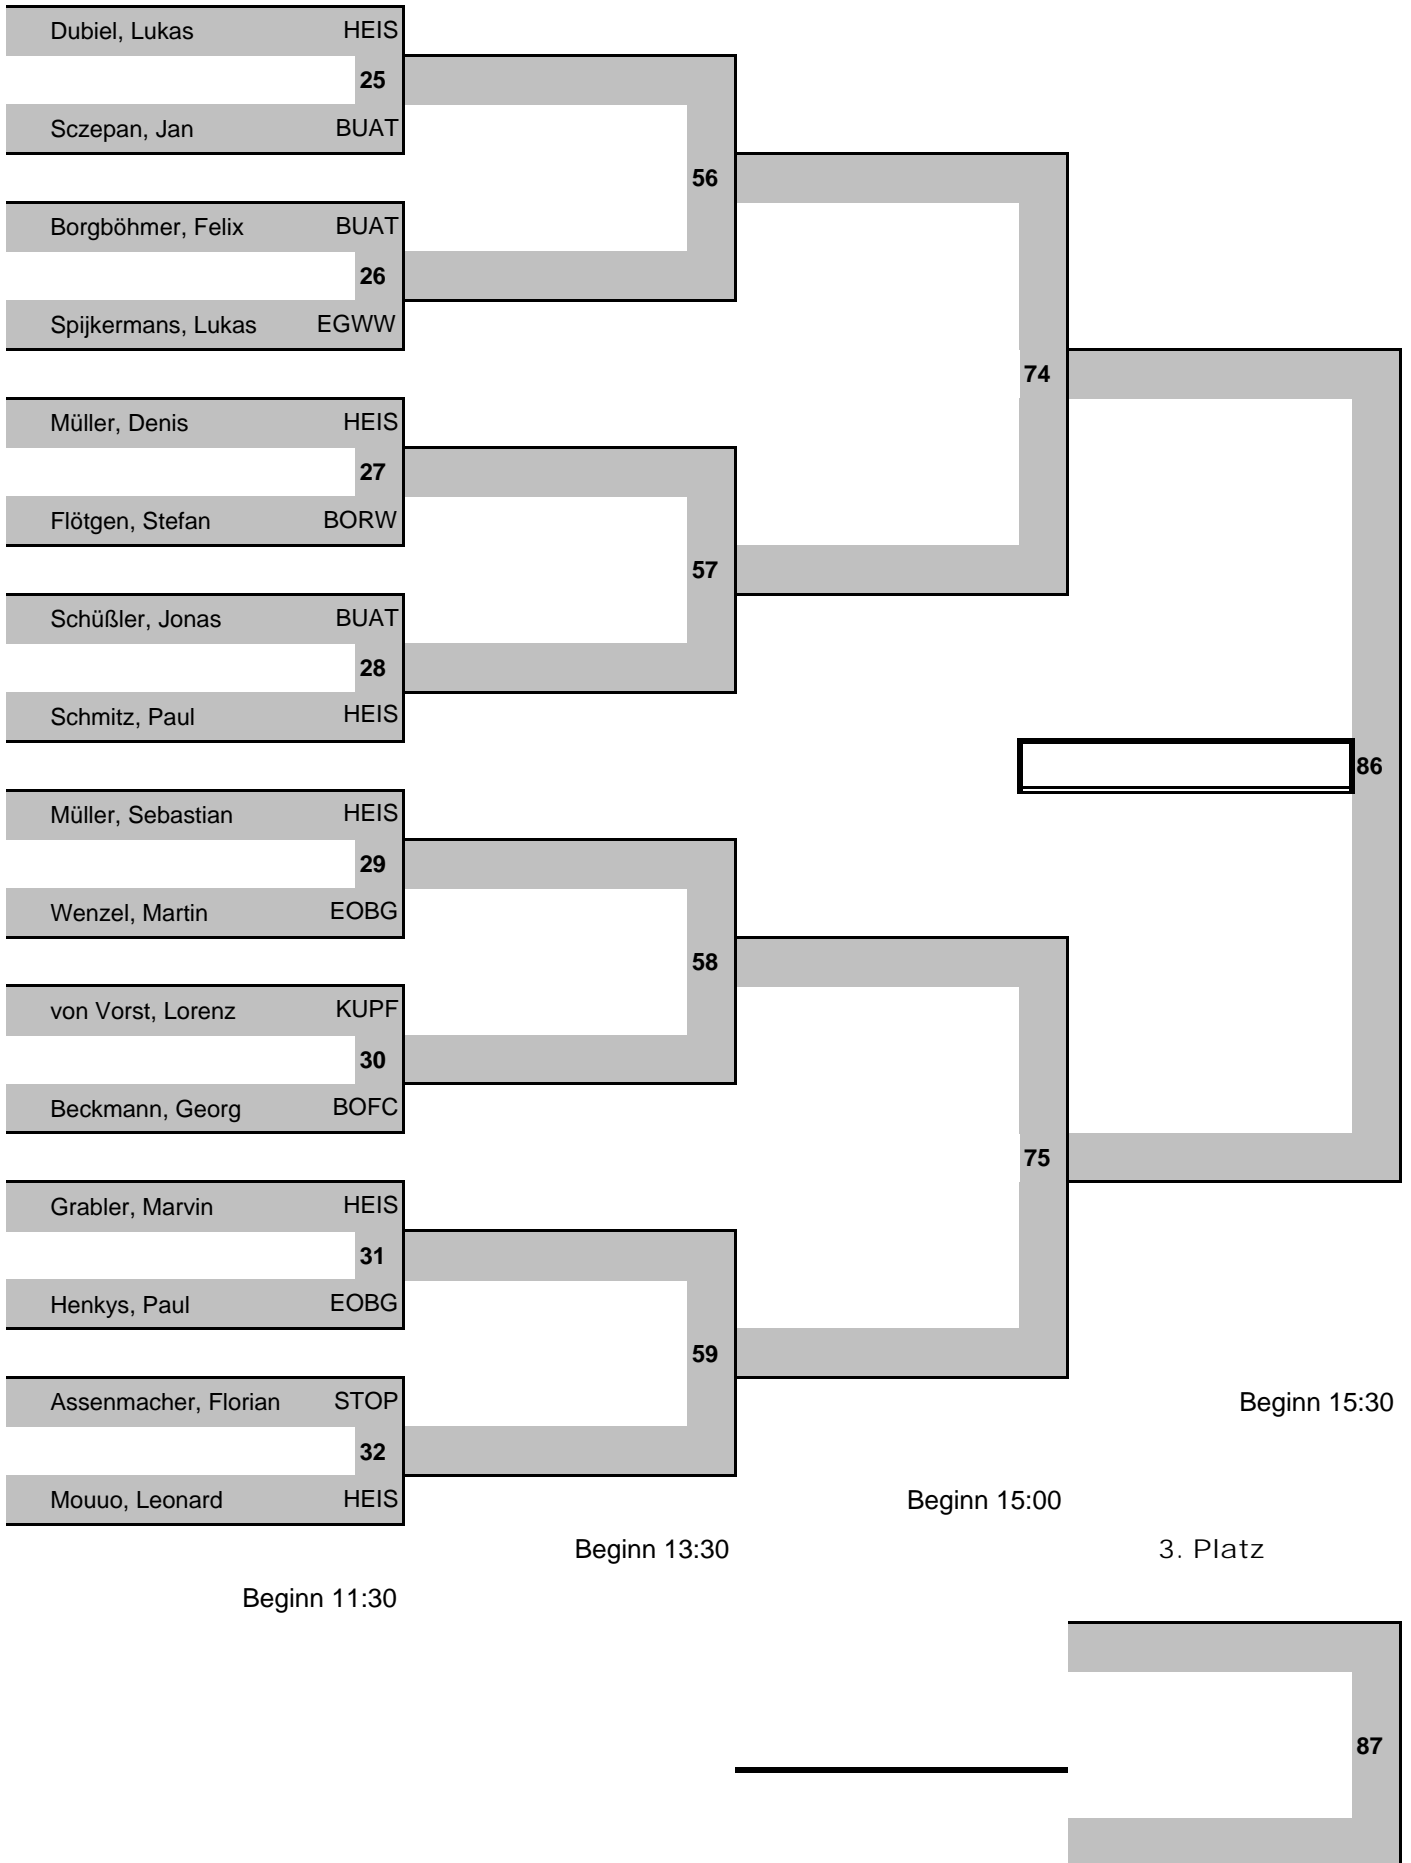 Dubiel, Lukas HEIS
25
Sczepan, Jan BUAT
56
Borgböhmer, Felix BUAT
26
Spijkermans, Lukas EGWW
74
Müller, Denis HEIS
27
Flötgen, Stefan BORW
57
Schüßler, Jonas BUAT
28
Schmitz, Paul HEIS
86
Müller, Sebastian HEIS
29
Wenzel, Martin EOBG
58
von Vorst, Lorenz KUPF
30
Beckmann, Georg BOFC
75
Grabler, Marvin HEIS
31
Henkys, Paul EOBG
59
Assenmacher, Florian STOP
Beginn 15:30
32
Mouuo, Leonard HEIS
Beginn 15:00
Beginn 13:30
3. Platz
Beginn 11:30
87